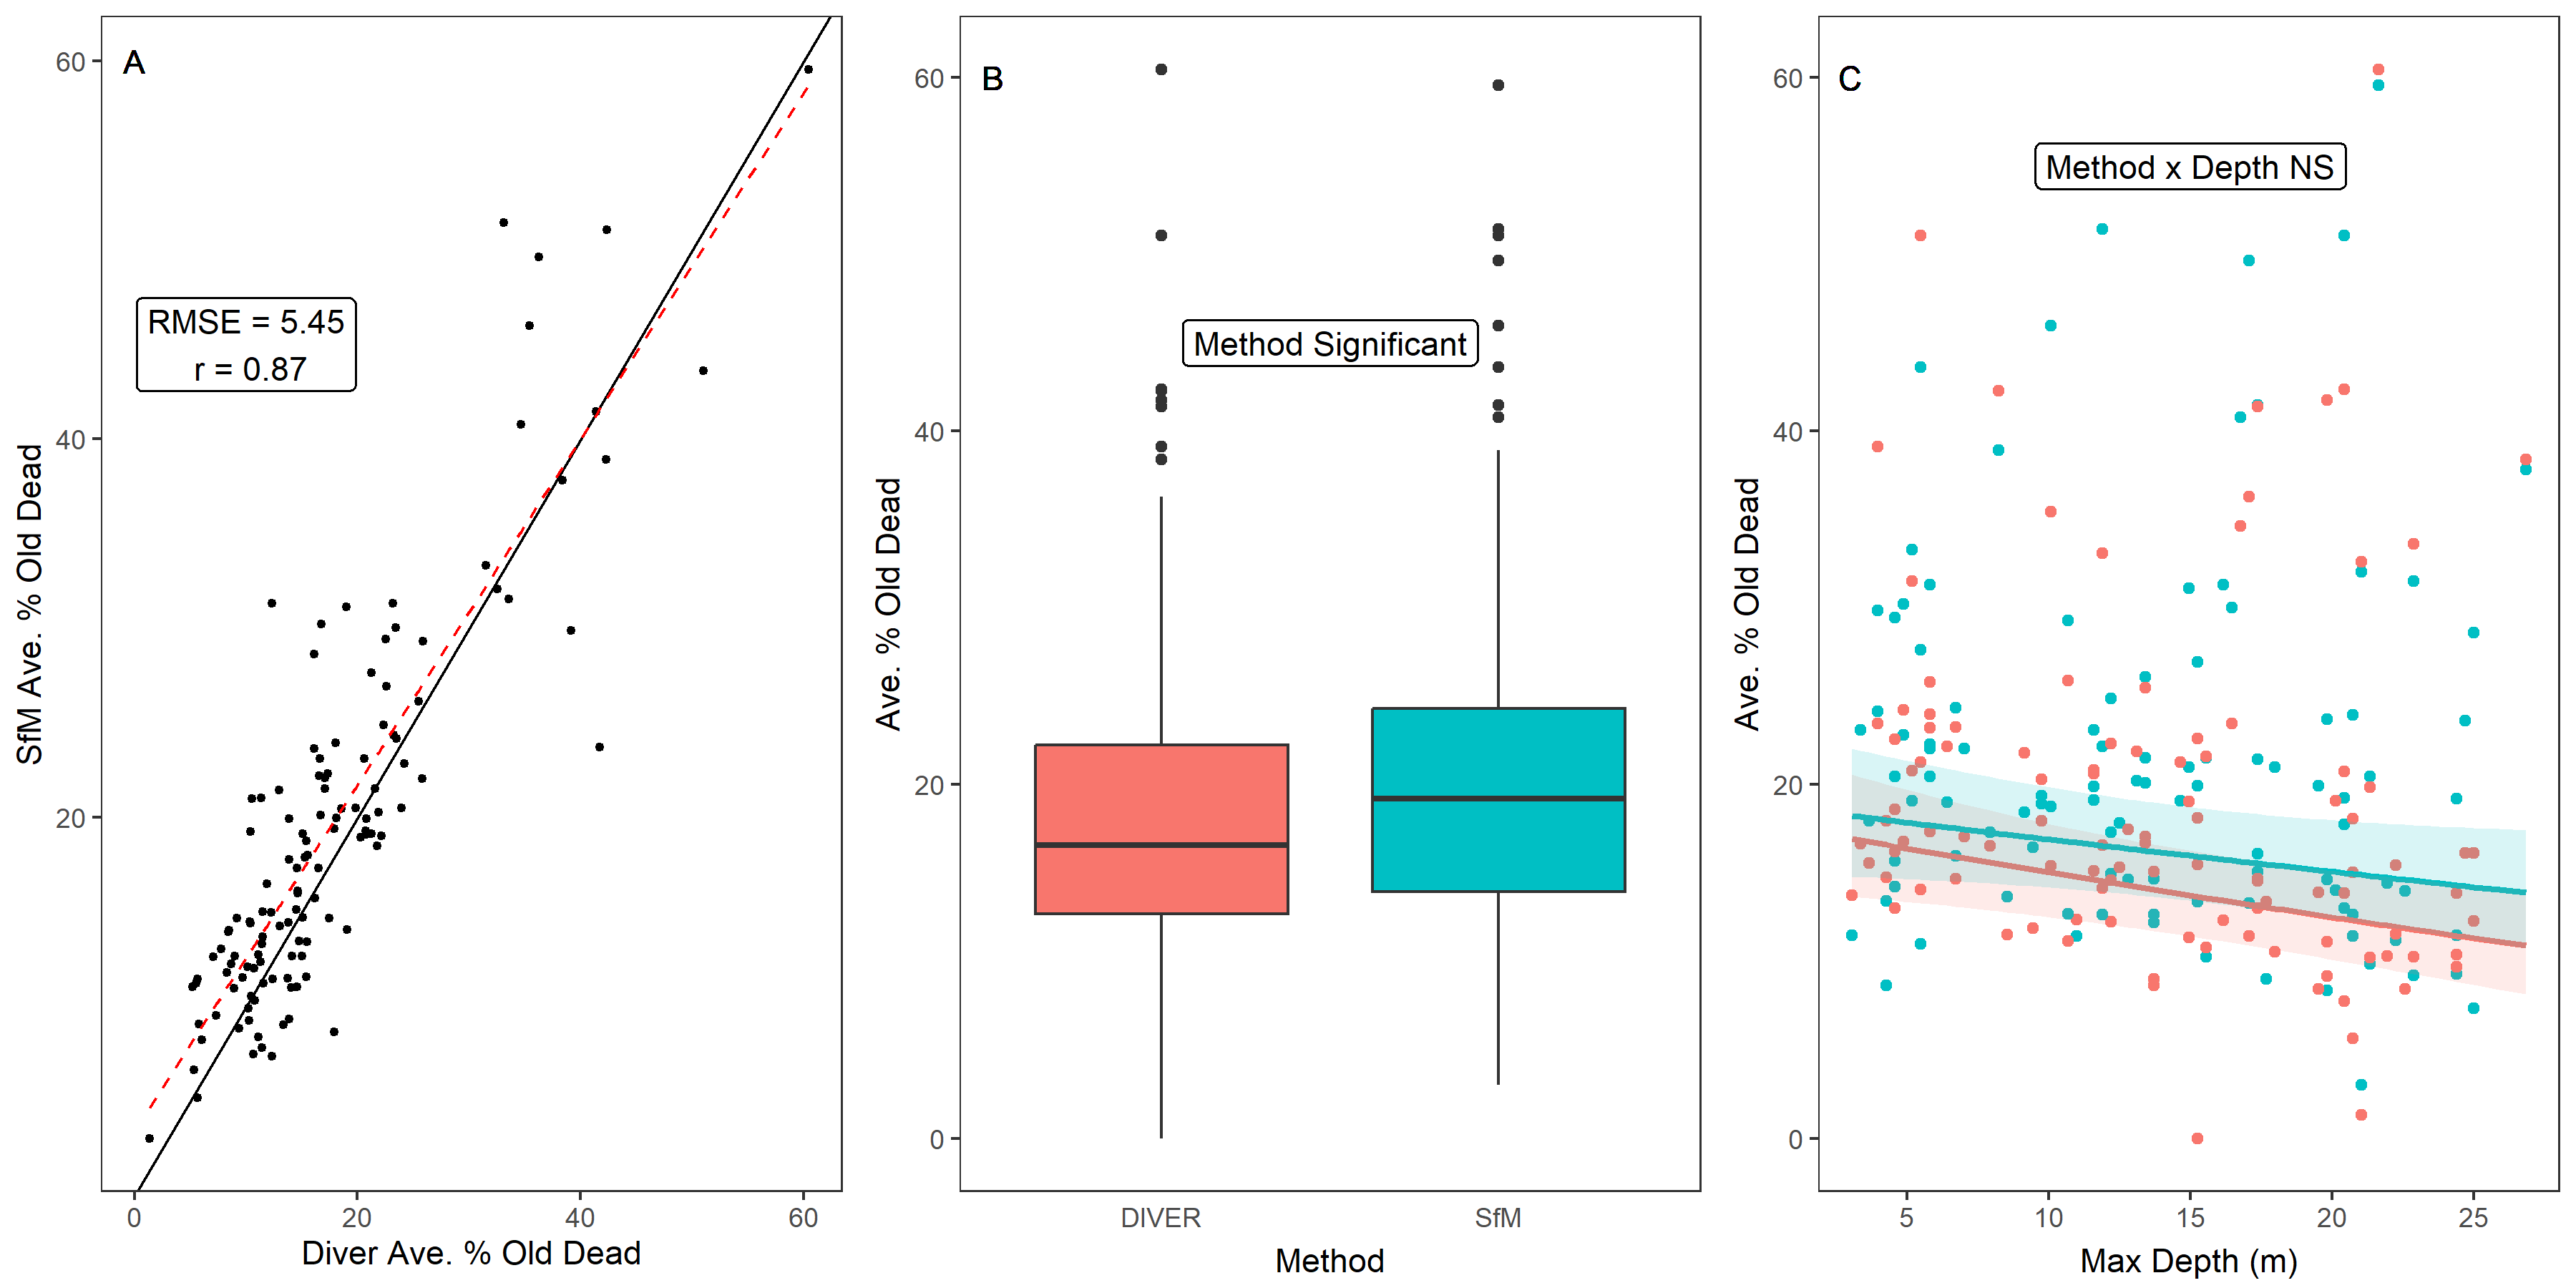 A
60
40
20
SfM Ave. % Old Dead
RMSE = 5.45
r = 0.87
0
20
40
60
Diver Ave. % Old Dead
B
60
40
20
0
Ave. % Old Dead
Method Significant
DIVER
SfM
Method
C
60
40
20
0
Ave. % Old Dead
Method x Depth NS
5
10
15
20
25
Max Depth (m)